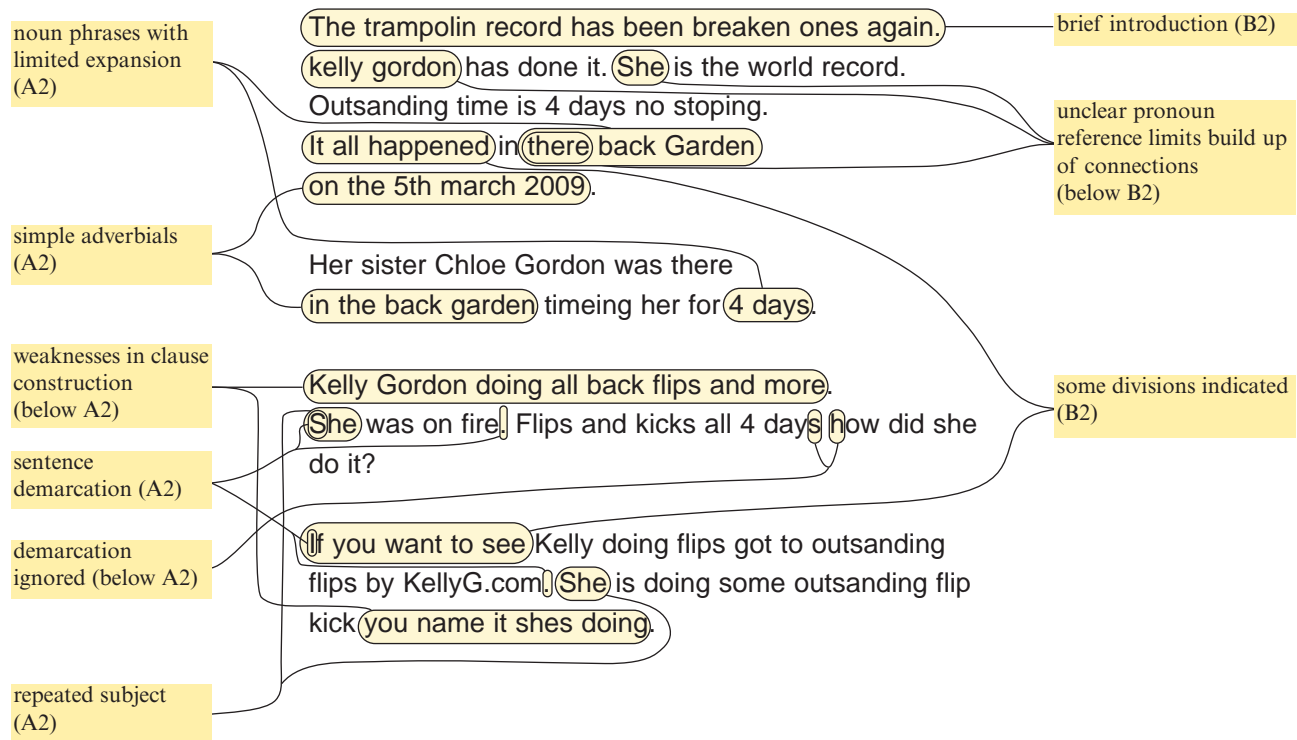 noun phrases with
limited expansion
(A2)
simple adverbials
(A2)
weaknesses in clause
construction
(below A2)
sentence
demarcation (A2)
demarcation
ignored (below A2)
repeated subject
(A2)
The trampolin record has been breaken ones again.
kelly gordon has done it. She is the world record.
Outsanding time is 4 days no stoping.
It all happened in there back Garden
on the 5th march 2009.
Her sister Chloe Gordon was there
in the back garden timeing her for 4 days.
Kelly Gordon doing all back flips and more.
She was on fire. Flips and kicks all 4 days how did she
do it?
If you want to see Kelly doing flips got to outsanding
flips by KellyG.com. She is doing some outsanding flip
kick you name it shes doing.
brief introduction (B2)
unclear pronoun
reference limits build up
of connections
(below B2)
some divisions indicated
(B2)